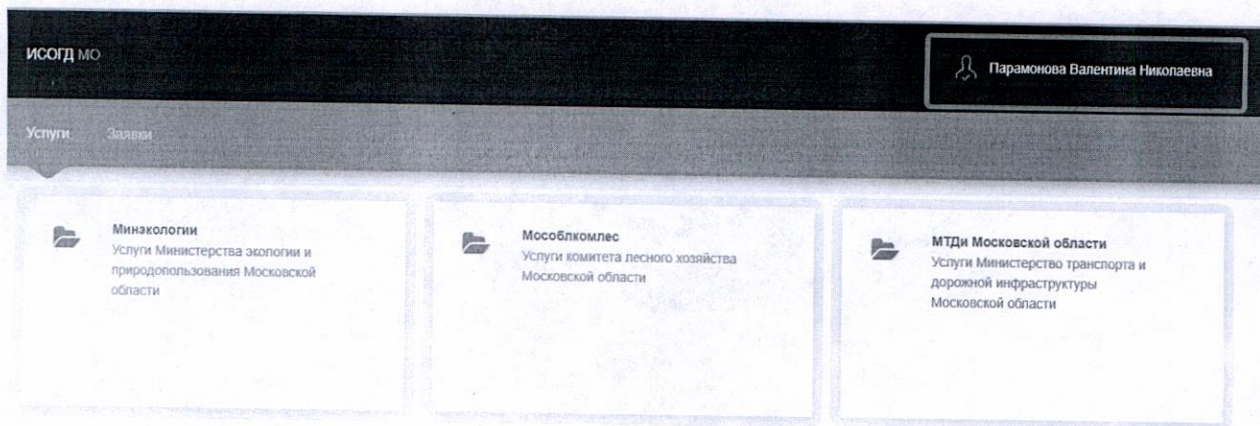 ИСОГД МО
Парамонова Валентина Николаевна
Услуги Заявки
Минэкологии
Услуги Министерства экологии и
природопользования Московской
области
Мособлкомлес
Услуги комитета лесного хозяйства
Московской области
МТДи Московской области
Услуги Министерство транспорта и
дорожной инфраструктуры
Московской области